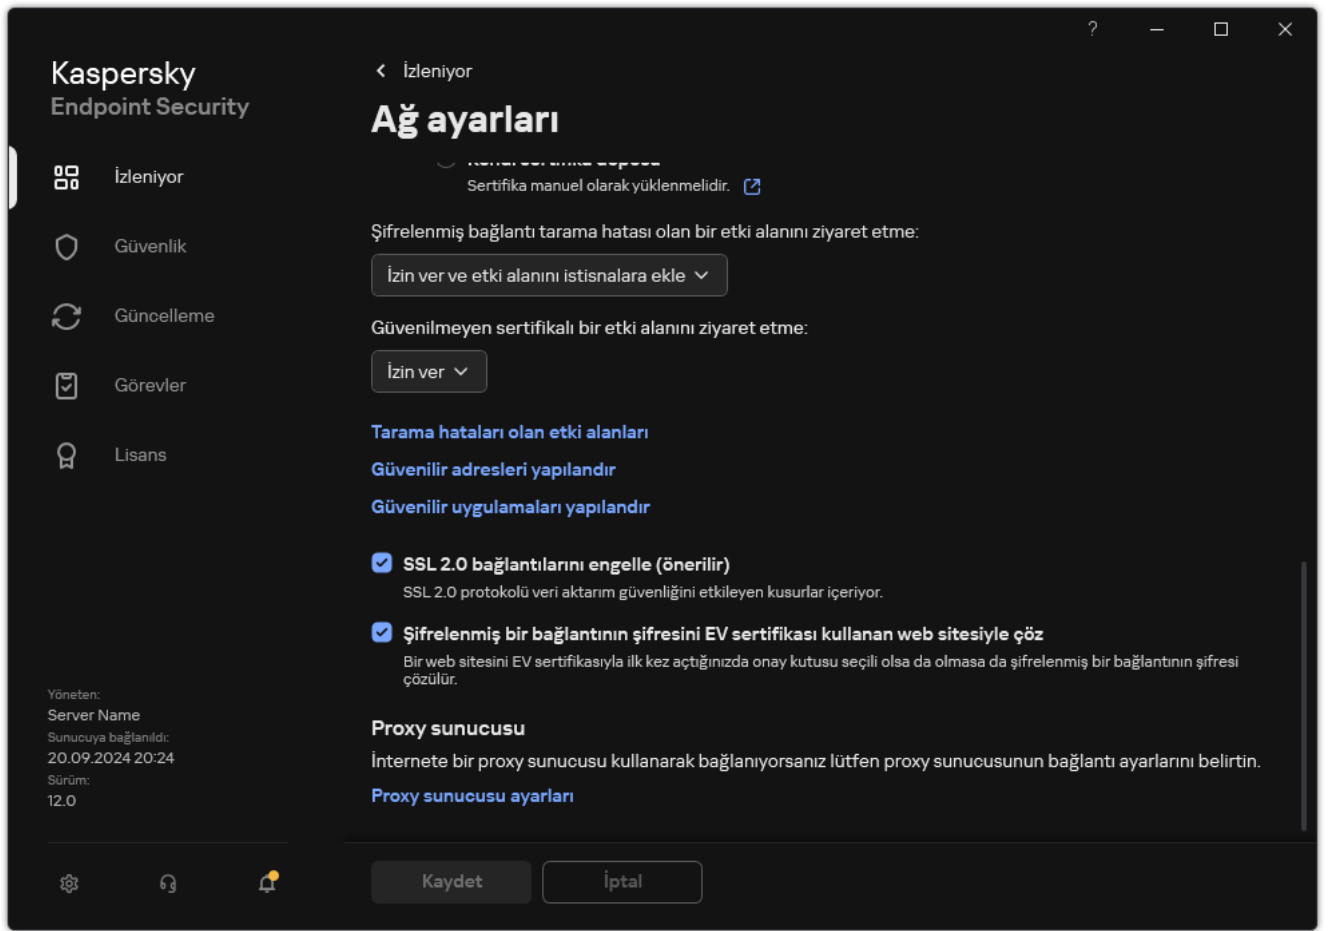 ?
Kaspersky
Endpoint Security
İzleniyor
Güvenlik
Güncelleme
Görevler
Lisans
Yöneten:
Server Name
Sunucuya bağlanıldı:
20.09.2024 20:24
Sürüm:
12.0
İzleniyor
Ağ ayarları
Kendi sertifika deposu
Sertifika manuel olarak yüklenmelidir.
Şifrelenmiş bağlantı tarama hatası olan bir etki alanını ziyaret etme:
İzin ver ve etki alanını istisnalara ekle
Güvenilmeyen sertifikalı bir etki alanını ziyaret etme:
İzin ver
Tarama hataları olan etki alanları
Güvenilir adresleri yapılandır
Güvenilir uygulamaları yapılandır
SSL 2.0 bağlantılarını engelle (önerilir)
SSL 2.0 protokolü veri aktarım güvenliğini etkileyen kusurlar içeriyor.
Şifrelenmiş bir bağlantının şifresini EV sertifikası kullanan web sitesiyle çöz
Bir web sitesini EV sertifikasıyla ilk kez açtığınızda onay kutusu seçili olsa da olmasa da şifrelenmiş bir bağlantının şifresi
çözülür.
Proxy sunucusu
İnternete bir proxy sunucusu kullanarak bağlanıyorsanız lütfen proxy sunucusunun bağlantı ayarlarını belirtin.
Proxy sunucusu ayarları
Kaydet
İptal